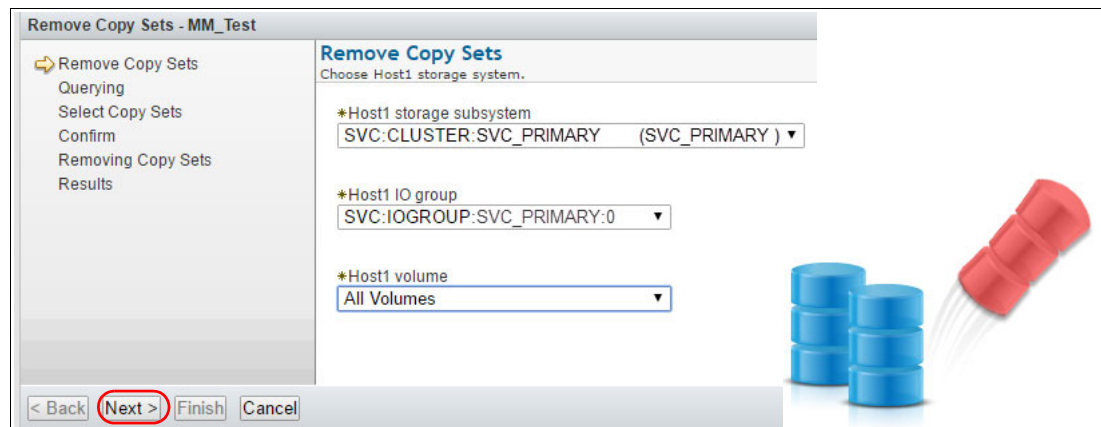 Remove Copy Sets - MM_Test
Remove Copy Sets
Querying
Select Copy Sets
Confirm
Removing Copy Sets
Results
Remove Copy Sets
Choose Host1 storage system.
*Host1 storage subsystem
SVC:CLUSTER:SVC_PRIMARY (SVC_PRIMARY ) ▼
*Host1 IO group
SVC:IOGROUP:SVC_PRIMARY:0 ▼
*Host1 volume
All Volumes ▼
< Back Next > Finish Cancel